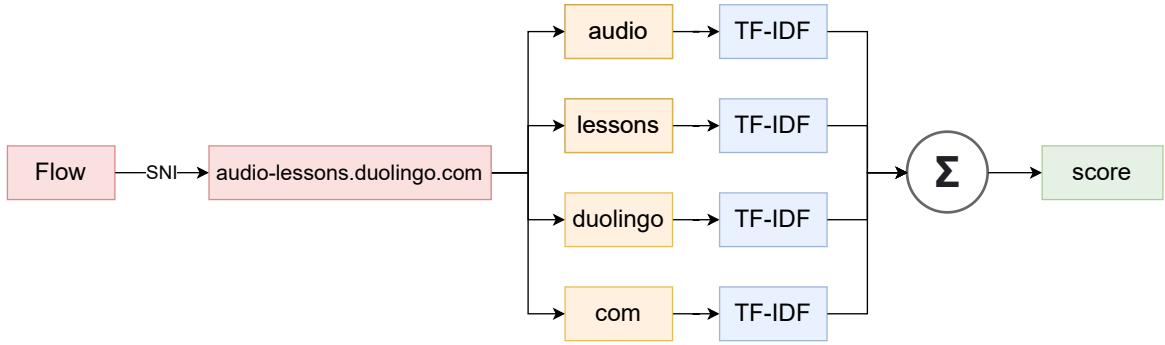 Flow
SNI
audio-lessons.duolingo.com
audio
TF-IDF
lessons
TF-IDF
duolingo
TF-IDF
com
TF-IDF
Σ
score